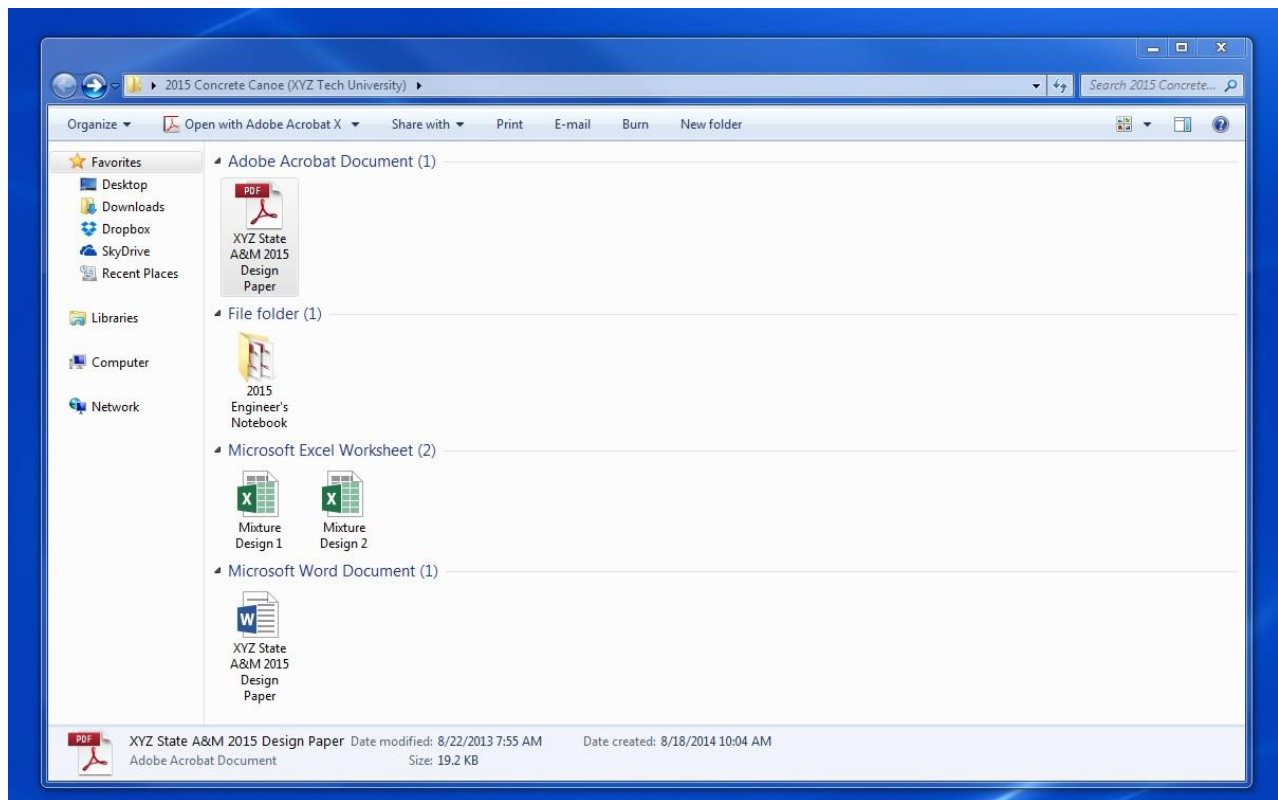 2015 Concrete Canoe (XYZ Tech University)
Search 2015 Concrete...
Organize Open with Adobe Acrobat X Share with Print E-mail Burn New folder
Favorites
Desktop
Downloads
Dropbox
SkyDrive
Recent Places
Libraries
Computer
Network
Adobe Acrobat Document (1)
PDF
XYZ State
A&M 2015
Design
Paper
File folder (1)
2015
Engineer's
Notebook
Microsoft Excel Worksheet (2)
Mixture
Design 1
Mixture
Design 2
Microsoft Word Document (1)
XYZ State
A&M 2015
Design
Paper
PDF
XYZ State A&M 2015 Design Paper Date modified: 8/22/2013 7:55 AM Date created: 8/18/2014 10:04 AM
Adobe Acrobat Document Size: 19.2 KB